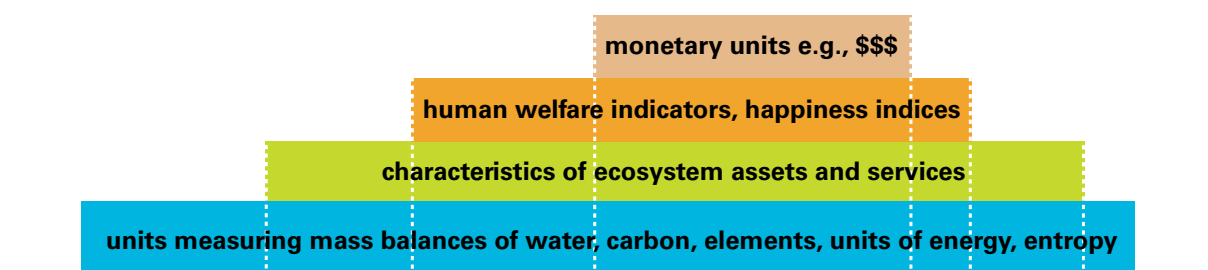 monetary units e.g., $$$
human welfare indicators, happiness indices
characteristics of ecosystem assets and services
units measuring mass balances of water, carbon, elements, units of energy, entropy